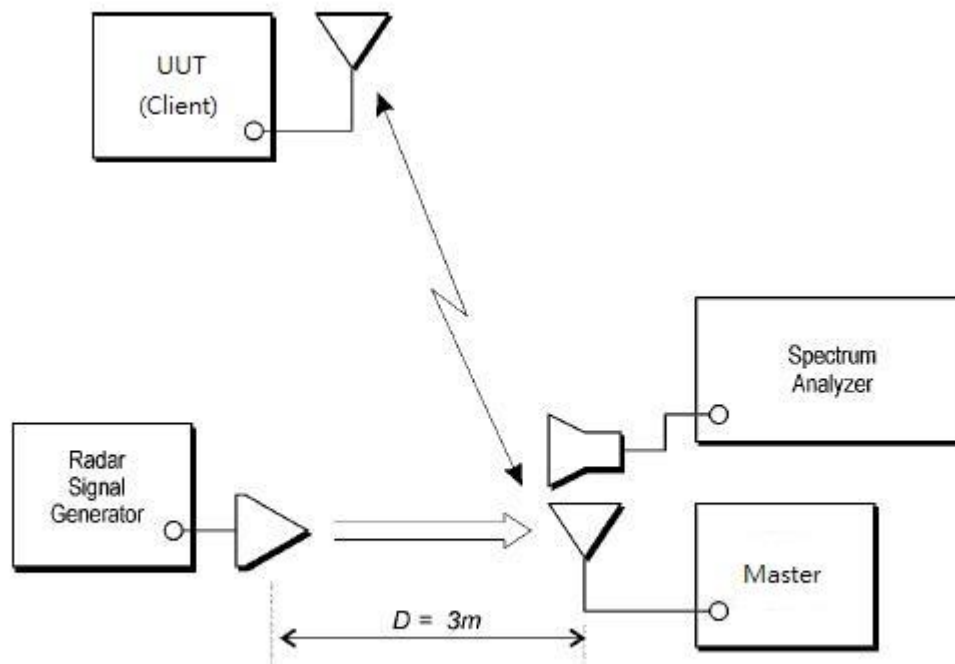 UUT
(Client)
Spectrum
Analyzer
Radar
Signal
Generator
Master
D = 3m